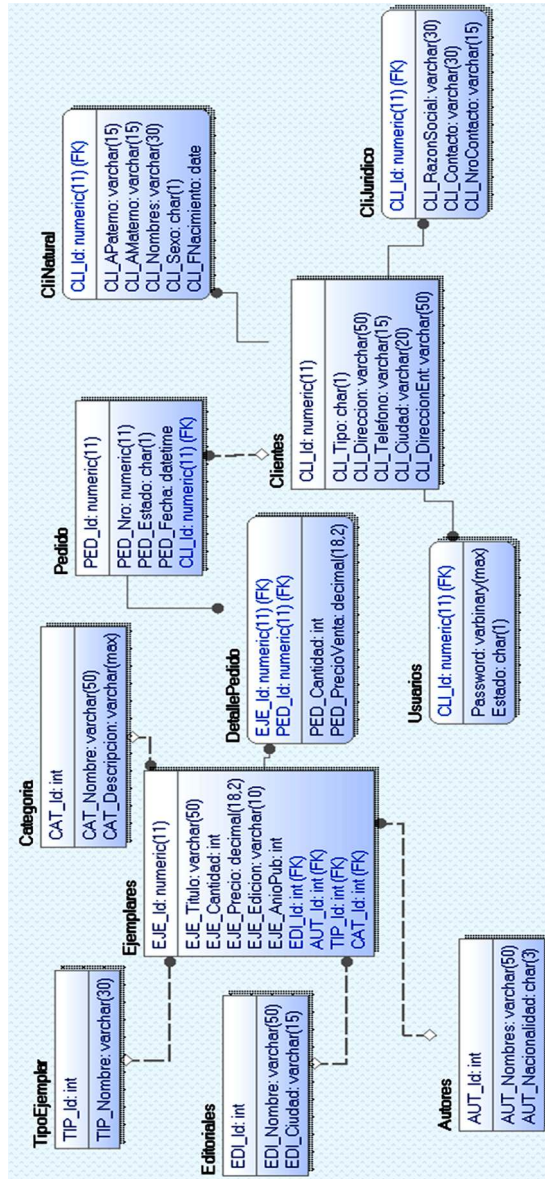 TipoEjemplar
TIP_Id: int
TIP_Nombre: varchar(30)
Editoriales
EDI_Id: int
EDI_Nombre: varchar(50)
EDI_Ciudad: varchar(15)
Autores
AUT_Id: int
AUT_Nombres: varchar(50)
AUT_Nacionalidad: char(3)
Categoria
CAT_Id: int
CAT_Nombre: varchar(50)
CAT_Descripcion: varchar(max)
Ejemplares
EJE_Id: numeric(11)
EJE_Titulo: varchar(50)
EJE_Cantidad: int
EJE_Precio: decimal(18,2)
EJE_Edicion: varchar(10)
EJE_AnioPub: int
EDI_Id: int (FK)
AUT_Id: int (FK)
TIP_Id: int (FK)
CAT_Id: int (FK)
Pedido
PED_Id: numeric(11)
PED_Nro: numeric(11)
PED_Estado: char(1)
PED_Fecha: datetime
CLI_Id: numeric(11) (FK)
DetallePedido
EJE_Id: numeric(11) (FK)
PED_Id: numeric(11) (FK)
PED_Cantidad: int
PED_PrecioVenta: decimal(18,2)
Usuarios
CLI_Id: numeric(11) (FK)
Password: varbinary(max)
Estado: char(1)
CliNatural
CLI_Id: numeric(11) (FK)
CLI_APaterno: varchar(15)
CLI_AMaterno: varchar(15)
CLI_Nombres: varchar(30)
CLI_Sexo: char(1)
CLI_FNacimiento: date
Clientes
CLI_Id: numeric(11)
CLI_Tipo: char(1)
CLI_Direccion: varchar(50)
CLI_Telefono: varchar(15)
CLI_Ciudad: varchar(20)
CLI_DireccionEnt: varchar(50)
CliJuridico
CLI_Id: numeric(11) (FK)
CLI_RazonSocial: varchar(30)
CLI_Contacto: varchar(30)
CLI_NroContacto: varchar(15)